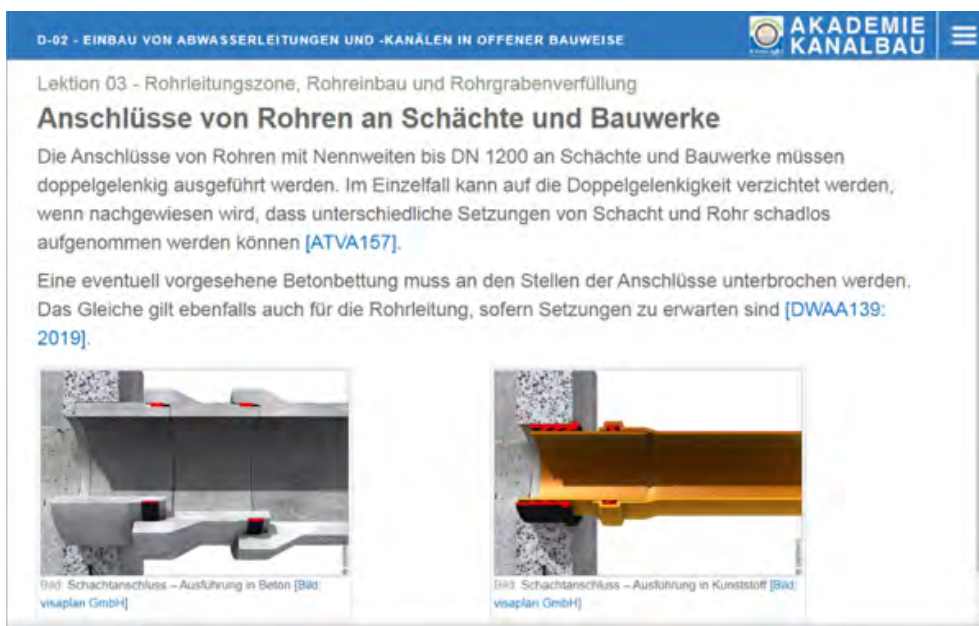 D-02 - EINBAU VON ABWASSERLEITUNGEN UND -KANÄLEN IN OFFENER BAUWEISE
AKADEMIE
KANALBAU
Lektion 03 - Rohrleitungszone, Rohreinbau und Rohrgrabenverfüllung
Anschlüsse von Rohren an Schächte und Bauwerke
Die Anschlüsse von Rohren mit Nennweiten bis DN 1200 an Schächte und Bauwerke müssen
doppelgelenkig ausgeführt werden. Im Einzelfall kann auf die Doppelgelenkigkeit verzichtet werden,
wenn nachgewiesen wird, dass unterschiedliche Setzungen von Schacht und Rohr schadlos
aufgenommen werden können [ATVA157].
Eine eventuell vorgesehene Betonbettung muss an den Stellen der Anschlüsse unterbrochen werden.
Das Gleiche gilt ebenfalls auch für die Rohrleitung, sofern Setzungen zu erwarten sind [DWAA139:
2019].
Bild: Schachtanschluss – Ausführung in Beton [Bild:
visaplan GmbH]
Bild: Schachtanschluss – Ausführung in Kunststoff [Bild:
visaplan GmbH]